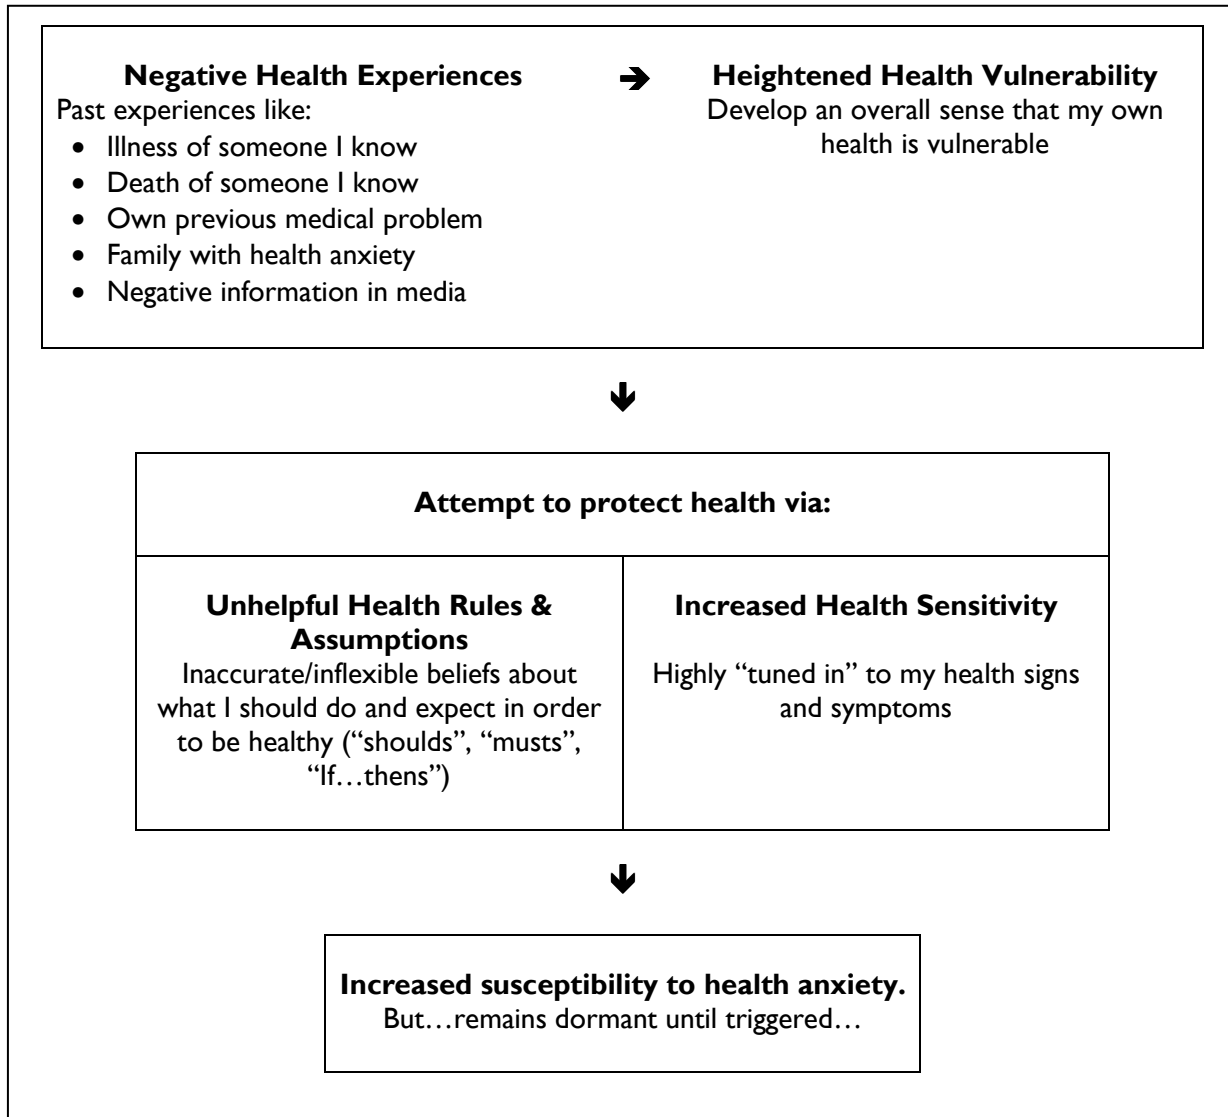 Negative Health Experiences
Past experiences like:
• Illness of someone I know
• Death of someone I know
• Own previous medical problem
• Family with health anxiety
• Negative information in media
Heightened Health Vulnerability
Develop an overall sense that my own
health is vulnerable
Attempt to protect health via:
Unhelpful Health Rules &
Assumptions
Inaccurate/inflexible beliefs about
what I should do and expect in order
to be healthy (“shoulds”, “musts”,
“If…thens”)
Increased Health Sensitivity
Highly “tuned in” to my health signs
and symptoms
Increased susceptibility to health anxiety.
But…remains dormant until triggered…